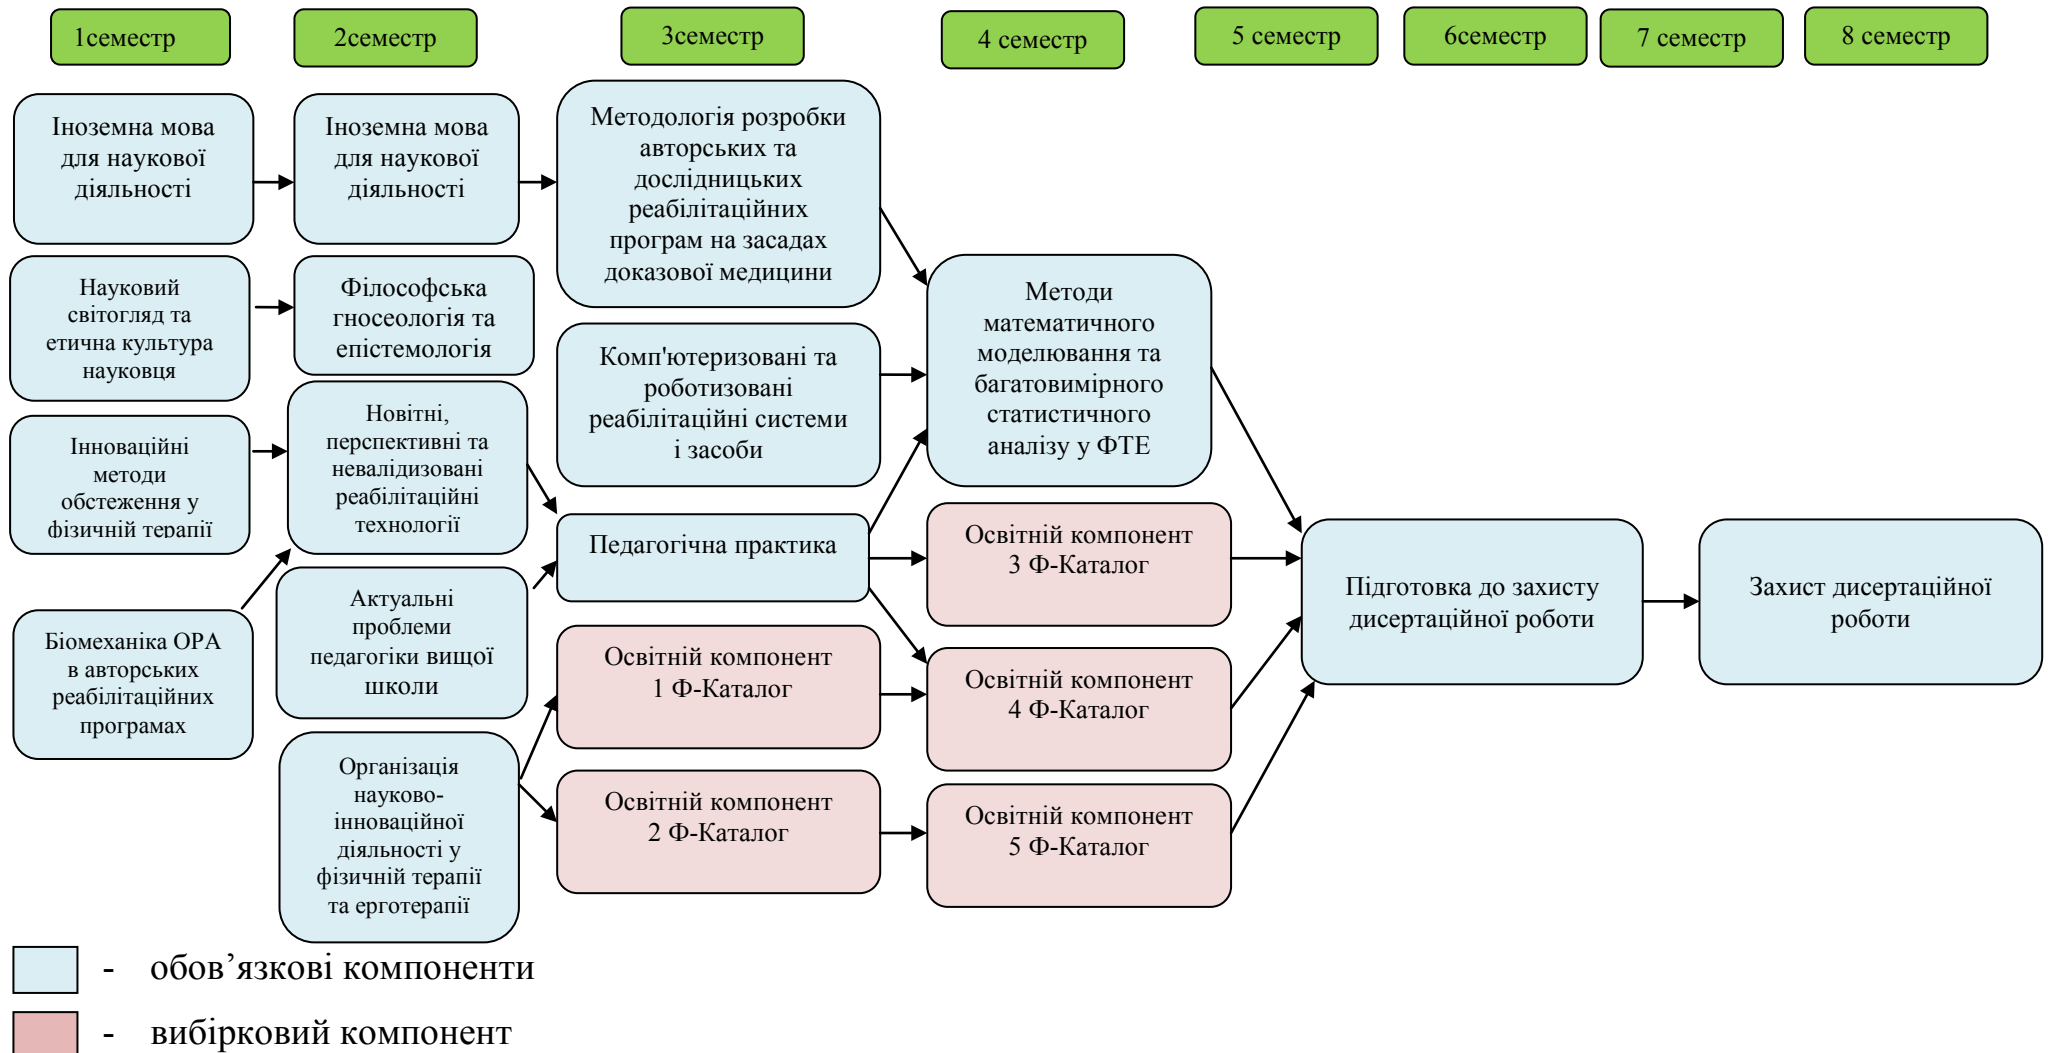 1семестр
2семестр
3семестр
4 семестр
5 семестр
6семестр
7 семестр
8 семестр
Іноземна мова
для наукової
діяльності
Науковий
світогляд та
етична культура
науковця
Інноваційні
методи
обстеження у
фізичній терапії
Біомеханіка ОРА
в авторських
реабілітаційних
програмах
Іноземна мова
для наукової
діяльності
Філософська
гносеологія та
епістемологія
Новітні,
перспективні та
невалідизовані
реабілітаційні
технології
Актуальні
проблеми
педагогіки вищої
школи
Організація
науково-
інноваційної
діяльності у
фізичній терапії
та ерготерапії
Методологія розробки
авторських та
дослідницьких
реабілітаційних
програм на засадах
доказової медицини
Комп'ютеризовані та
роботизовані
реабілітаційні системи
і засоби
Педагогічна практика
Освітній компонент
1 Ф-Каталог
Освітній компонент
2 Ф-Каталог
Методи
математичного
моделювання та
багатовимірного
статистичного
аналізу у ФТЕ
Освітній компонент
3 Ф-Каталог
Освітній компонент
4 Ф-Каталог
Освітній компонент
5 Ф-Каталог
Підготовка до захисту
дисертаційної роботи
Захист дисертаційної
роботи
- обов’язкові компоненти
- вибірковий компонент